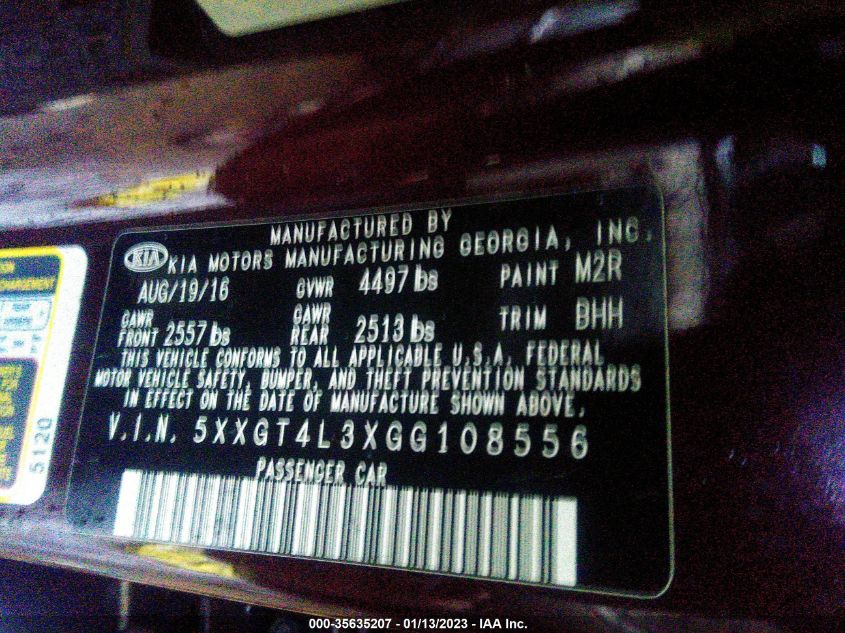 MANUFACTURED BY
KIA KIA MOTORS MANUFACTURING GEORGIA, INC.
AUG/19/16 GVWR 4497 lbs PAINT M2R
GAWR FRONT 2557 lbs GAWR REAR 2513 lbs TRIM BHH
THIS VEHICLE CONFORMS TO ALL APPLICABLE U.S.A. FEDERAL
MOTOR VEHICLE SAFETY, BUMPER, AND THEFT PREVENTION STANDARDS
IN EFFECT ON THE DATE OF MANUFACTURE SHOWN ABOVE.
V.I.N. 5XXGT4L3XGG108556
PASSENGER CAR
5120
000-35635207 - 01/13/2023 - IAA Inc.